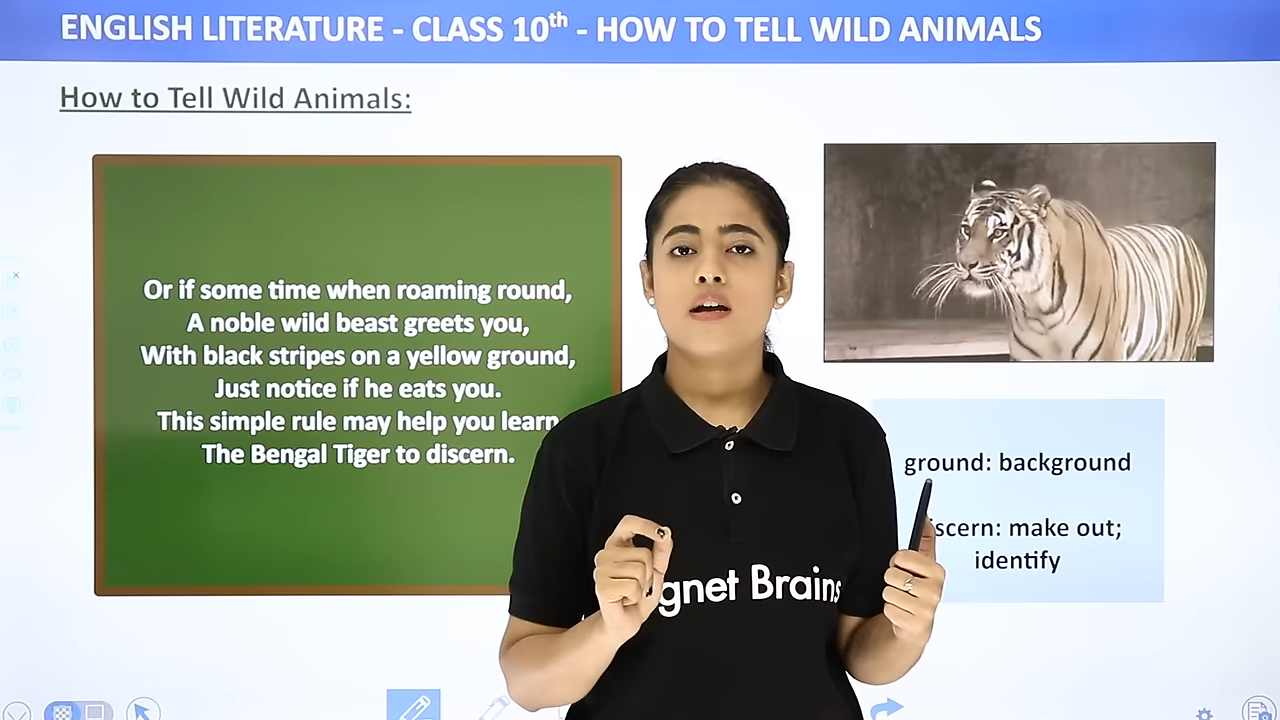 ENGLISH LITERATURE - CLASS 10th - HOW TO TELL WILD ANIMALS
How to Tell Wild Animals:
Or if some time when roaming round,
A noble wild beast greets you,
With black stripes on a yellow ground,
Just notice if he eats you.
This simple rule may help you learn
The Bengal Tiger to discern.
ground: background
scern: make out;
identify
gnet Brains